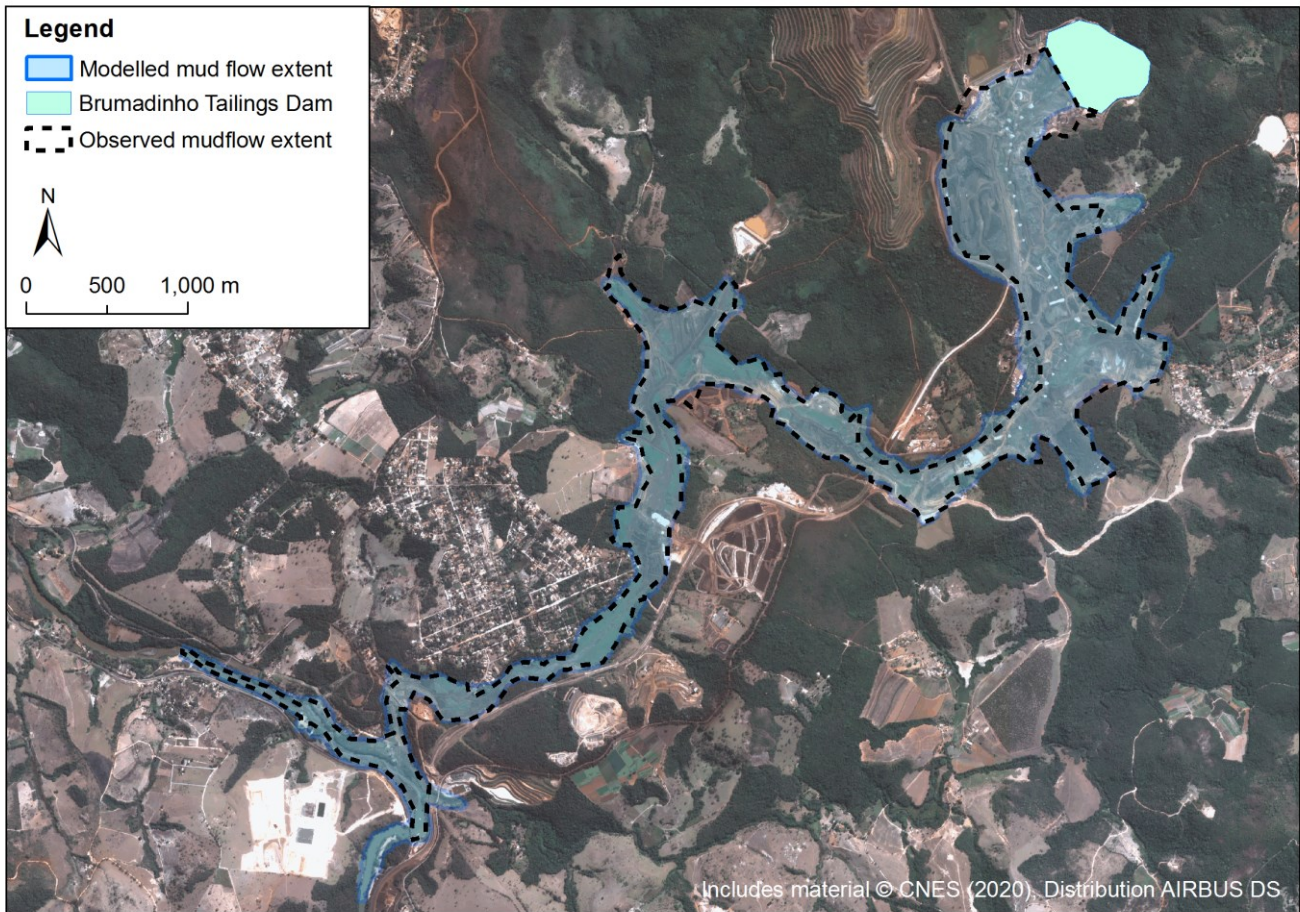 Legend
Modelled mud flow extent
Brumadinho Tailings Dam
Observed mudflow extent
N
0 500 1,000 m
Includes material © CNES (2020), Distribution AIRBUS DS